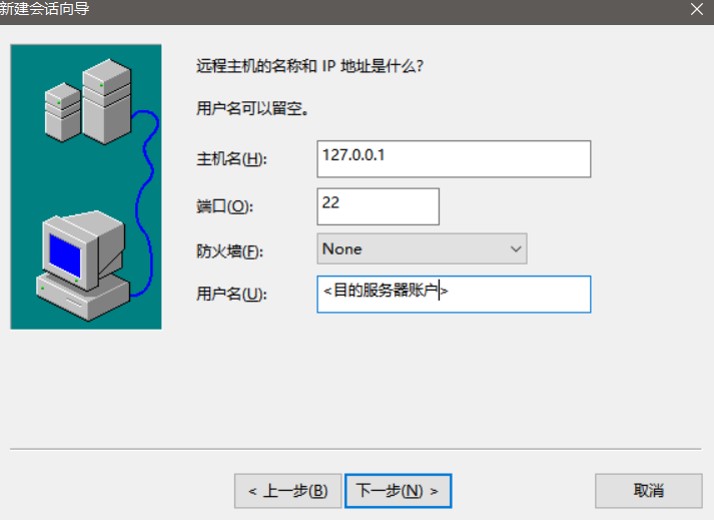 新建会话向导
远程主机的名称和 IP 地址是什么?
用户名可以留空。
主机名(H): 127.0.0.1
端口(O): 22
防火墙(F): None
用户名(U): <目的服务器账户>
< 上一步(B) 下一步(N) > 取消